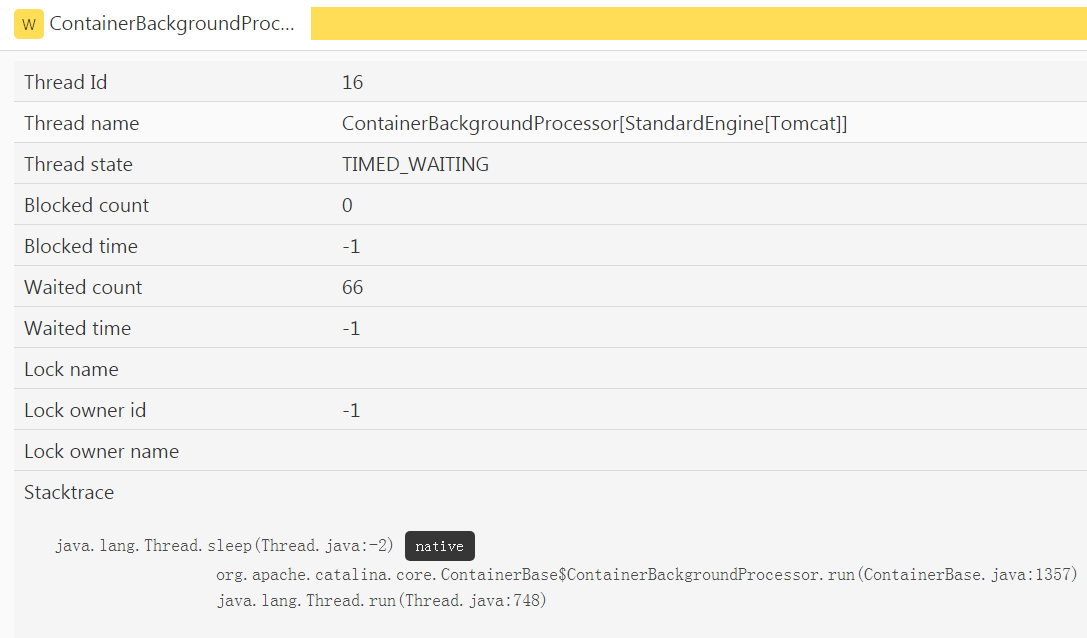 W ContainerBackgroundProc...
Thread Id 16
Thread name ContainerBackgroundProcessor[StandardEngine[Tomcat]]
Thread state TIMED_WAITING
Blocked count 0
Blocked time -1
Waited count 66
Waited time -1
Lock name
Lock owner id -1
Lock owner name
Stacktrace
java.lang.Thread.sleep(Thread.java:-2) native
org.apache.catalina.core.ContainerBase$ContainerBackgroundProcessor.run(ContainerBase.java:1357)
java.lang.Thread.run(Thread.java:748)